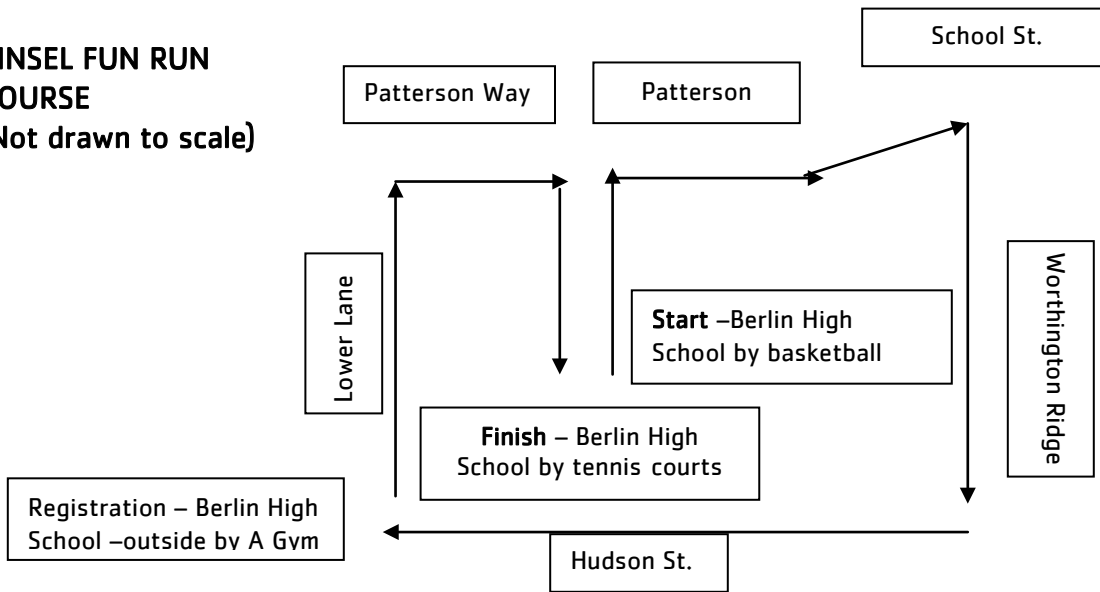 INSEL FUN RUN
OURSE
Not drawn to scale)
School St.
Patterson Way
Patterson
Lower Lane
Start –Berlin High
School by basketball
Worthington Ridge
Finish – Berlin High
School by tennis courts
Registration – Berlin High
School –outside by A Gym
Hudson St.